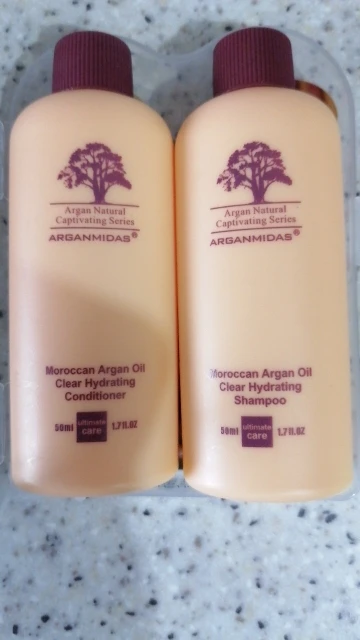 Argan Natural
Captivating Series
ARGANMIDAS®
Moroccan Argan Oil
Clear Hydrating
Conditioner
50ml ultimate care 1.7fl.oz
Argan Natural
Captivating Series
ARGANMIDAS®
Moroccan Argan Oil
Clear Hydrating
Shampoo
50ml ultimate care 1.7fl.oz